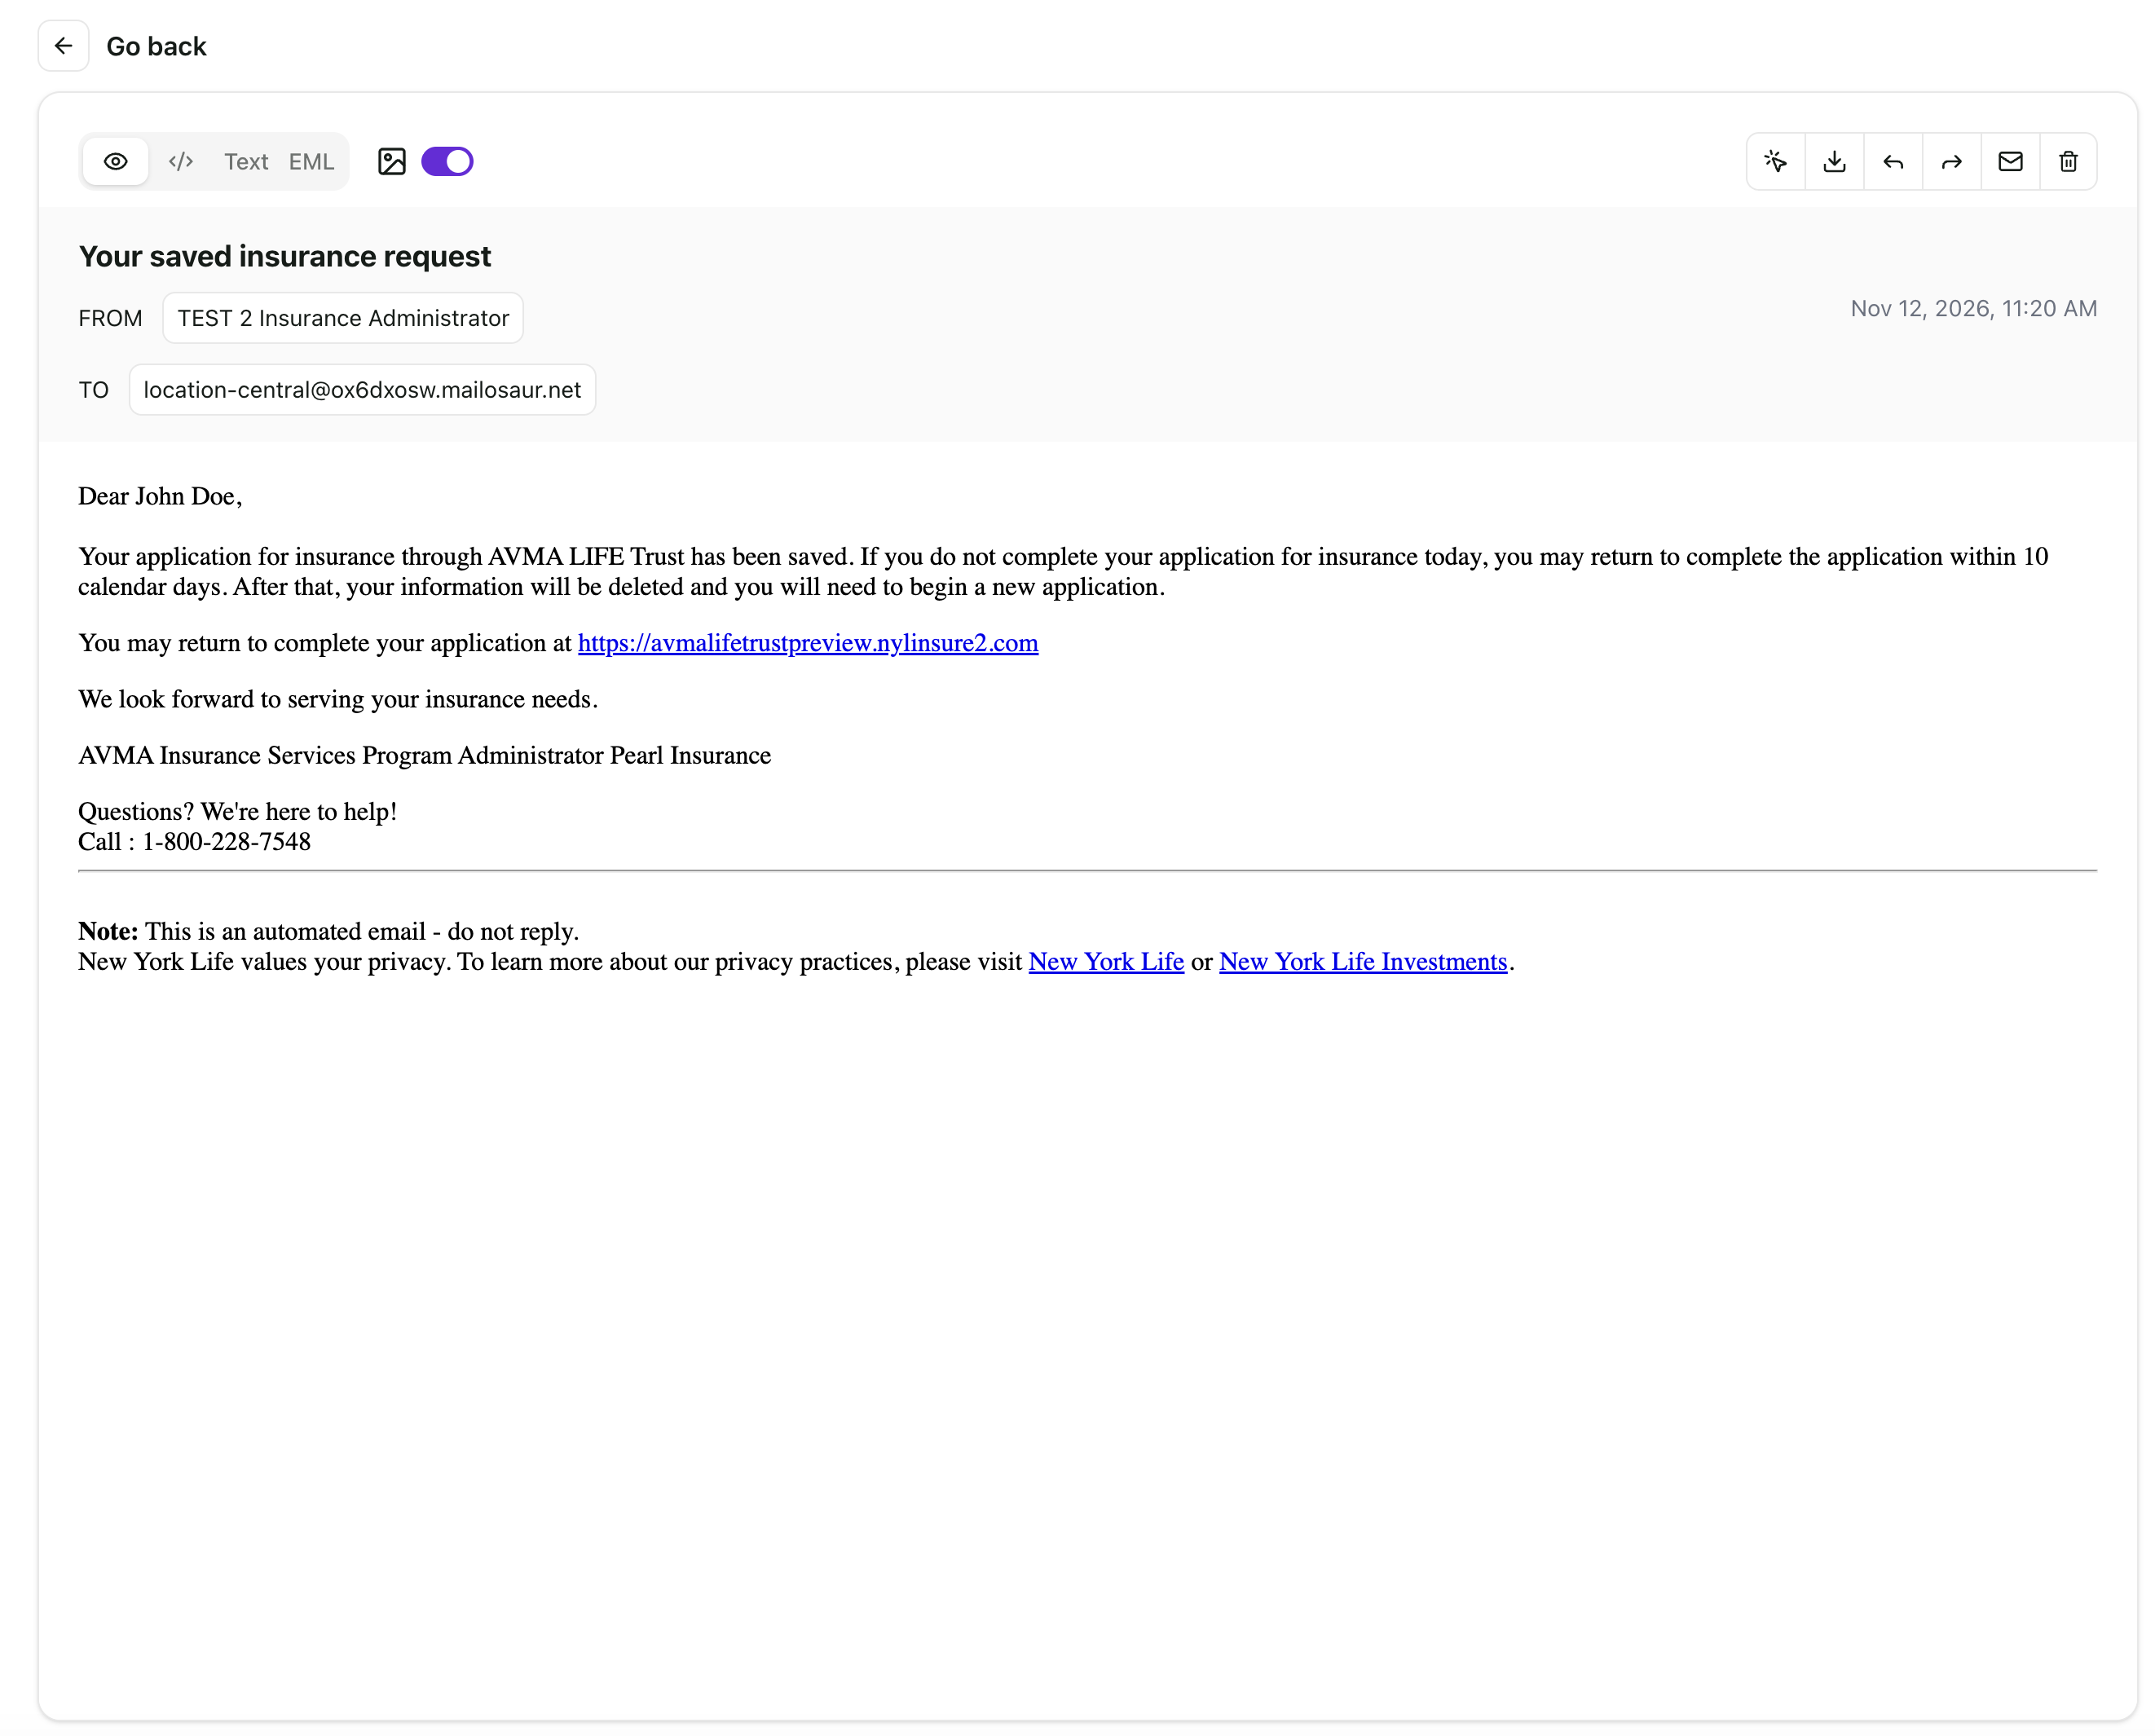 Go back
</> Text EML
Your saved insurance request
FROM TEST 2 Insurance Administrator
Nov 12, 2026, 11:20 AM
TO location-central@ox6dxosw.mailosaur.net
Dear John Doe,
Your application for insurance through AVMA LIFE Trust has been saved. If you do not complete your application for insurance today, you may return to complete the application within 10
calendar days. After that, your information will be deleted and you will need to begin a new application.
You may return to complete your application at https://avmalifetrustpreview.nylinsure2.com
We look forward to serving your insurance needs.
AVMA Insurance Services Program Administrator Pearl Insurance
Questions? We're here to help!
Call : 1-800-228-7548
Note: This is an automated email - do not reply.
New York Life values your privacy. To learn more about our privacy practices, please visit New York Life or New York Life Investments.